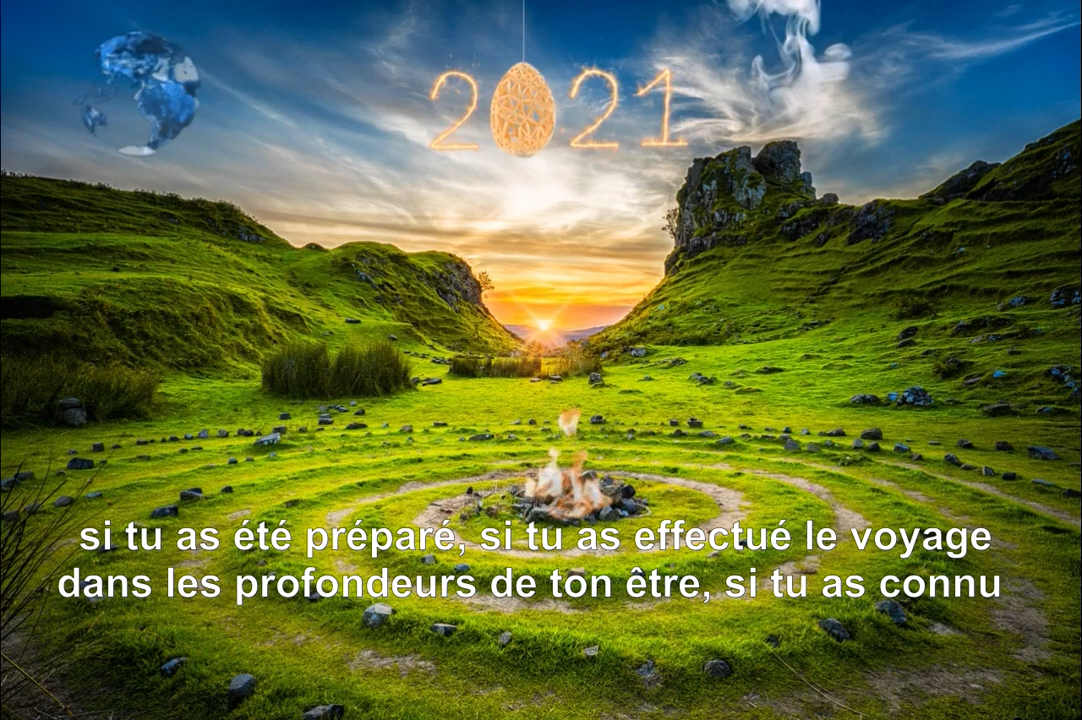 2021
si tu as été préparé, si tu as effectué le voyage
dans les profondeurs de ton être, si tu as connu